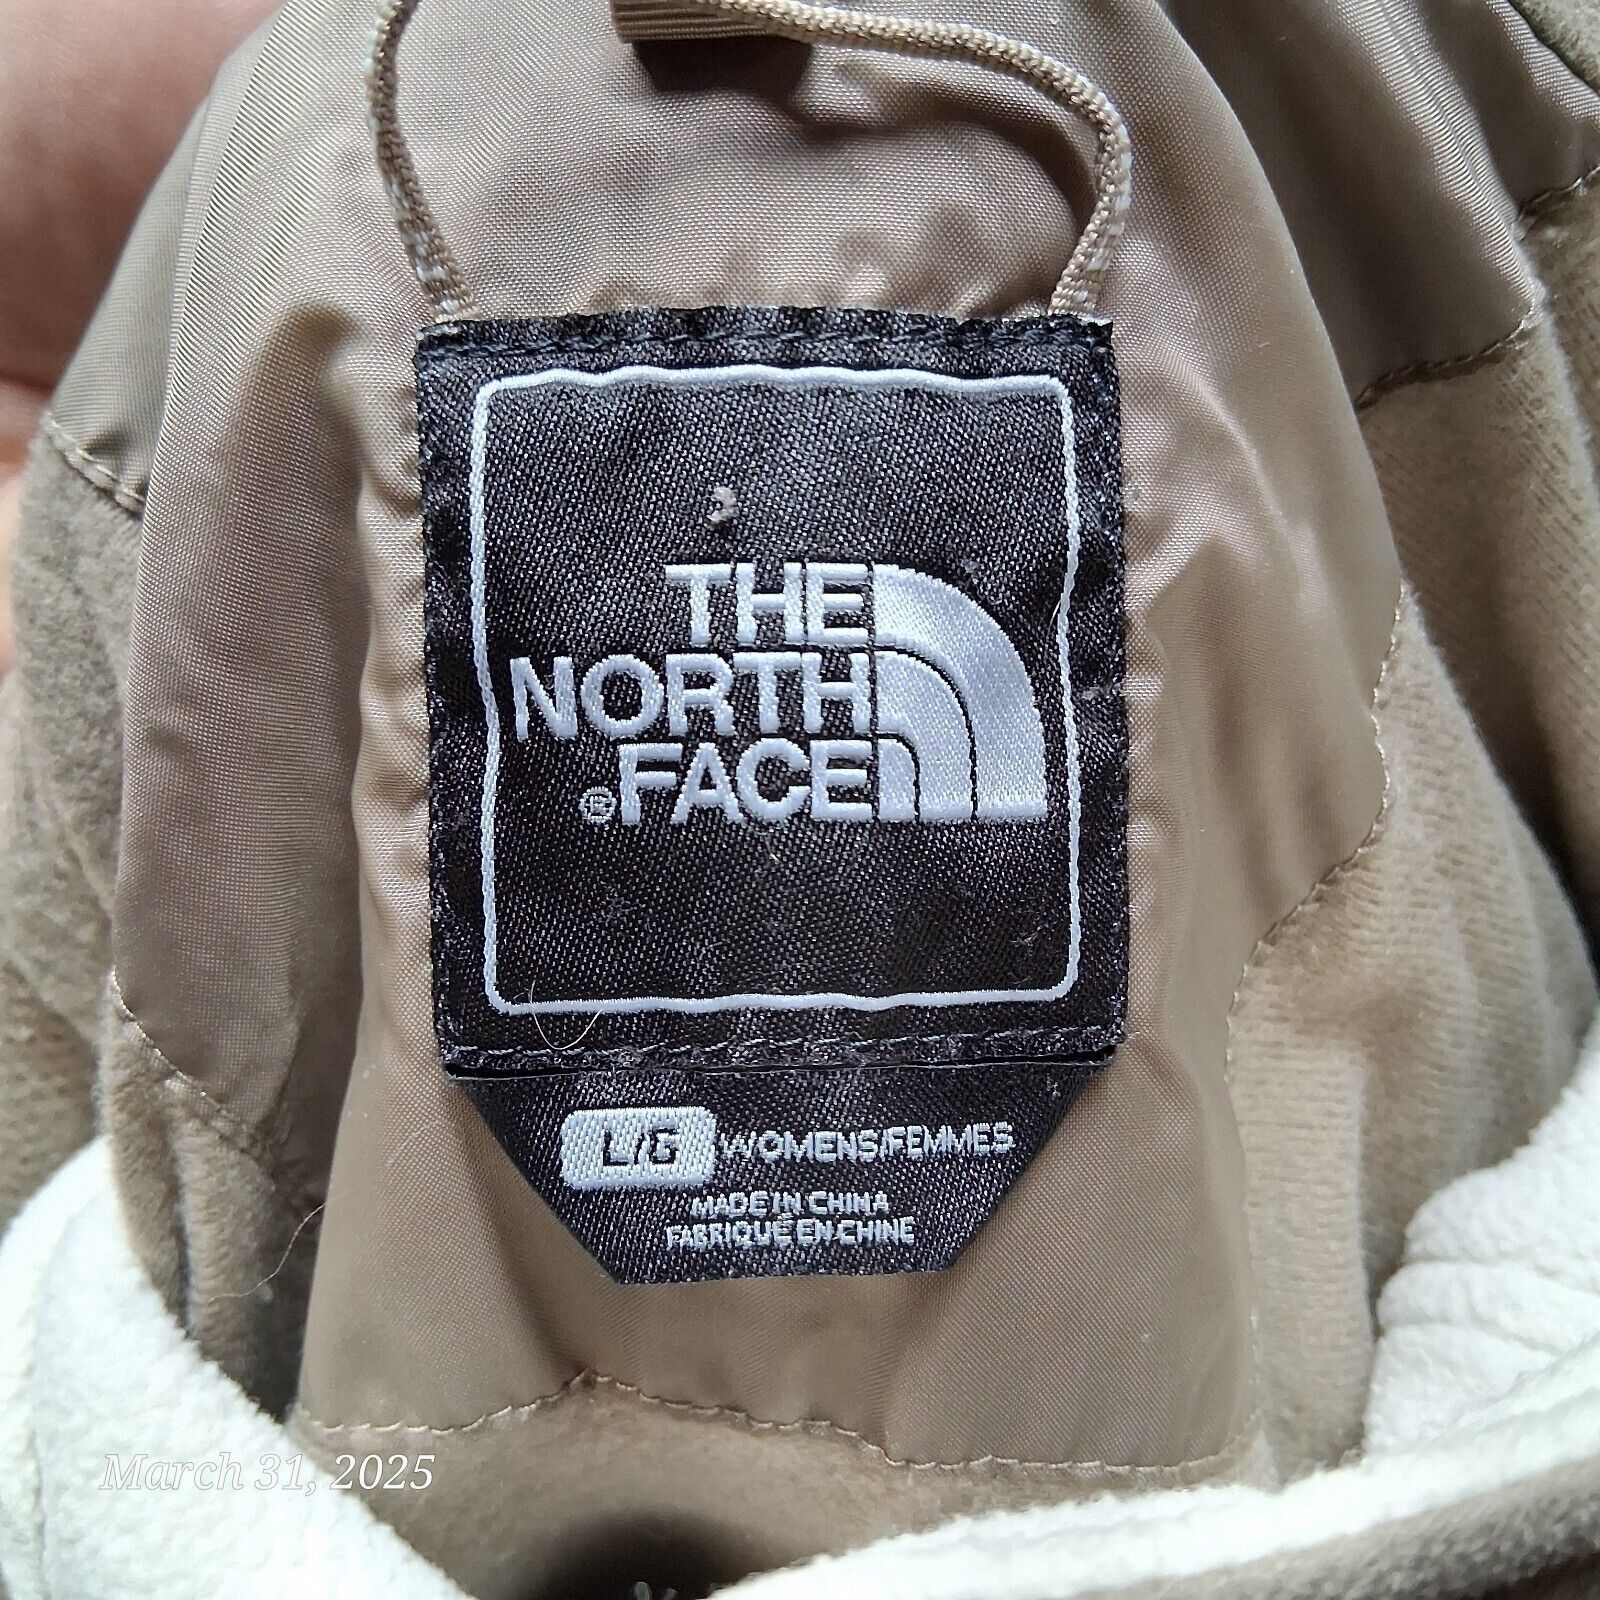 THE
NORTH
® FACE
L/G WOMENS/FEMMES
MADE IN CHINA
FABRIQUE EN CHINE
March 31, 2025